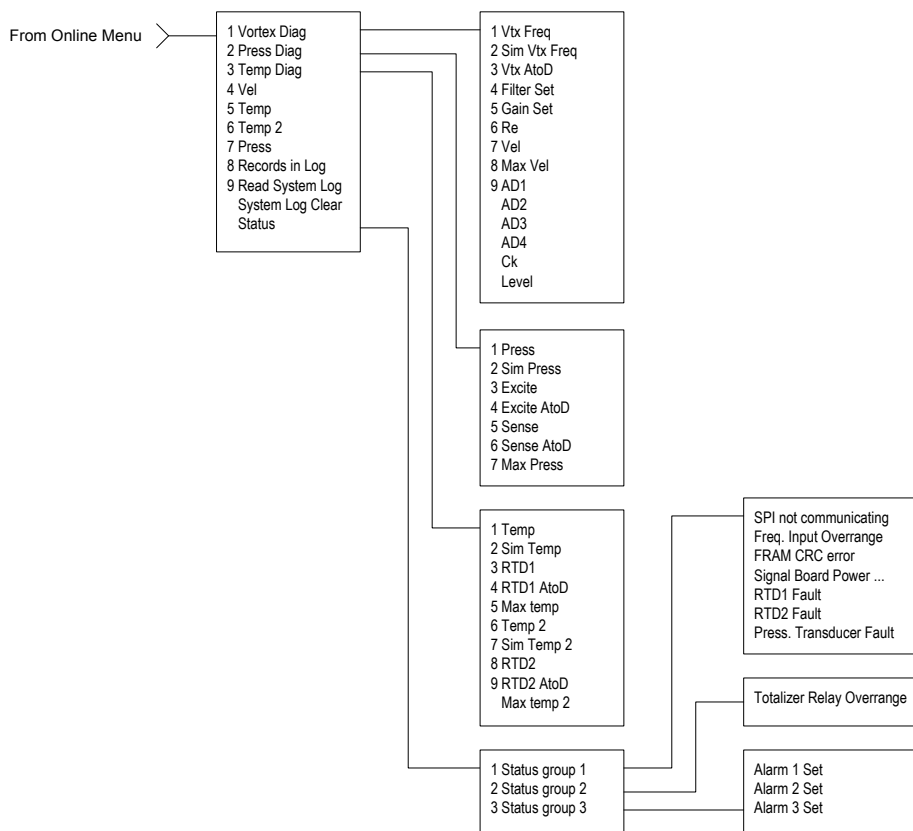 From Online Menu
1 Vortex Diag
2 Press Diag
3 Temp Diag
4 Vel
5 Temp
6 Temp 2
7 Press
8 Records in Log
9 Read System Log
System Log Clear
Status
1 Vtx Freq
2 Sim Vtx Freq
3 Vtx AtoD
4 Filter Set
5 Gain Set
6 Re
7 Vel
8 Max Vel
9 AD1
AD2
AD3
AD4
Ck
Level
1 Press
2 Sim Press
3 Excite
4 Excite AtoD
5 Sense
6 Sense AtoD
7 Max Press
1 Temp
2 Sim Temp
3 RTD1
4 RTD1 AtoD
5 Max temp
6 Temp 2
7 Sim Temp 2
8 RTD2
9 RTD2 AtoD
Max temp 2
1 Status group 1
2 Status group 2
3 Status group 3
SPI not communicating
Freq. Input Overrange
FRAM CRC error
Signal Board Power ...
RTD1 Fault
RTD2 Fault
Press. Transducer Fault
Totalizer Relay Overrange
Alarm 1 Set
Alarm 2 Set
Alarm 3 Set